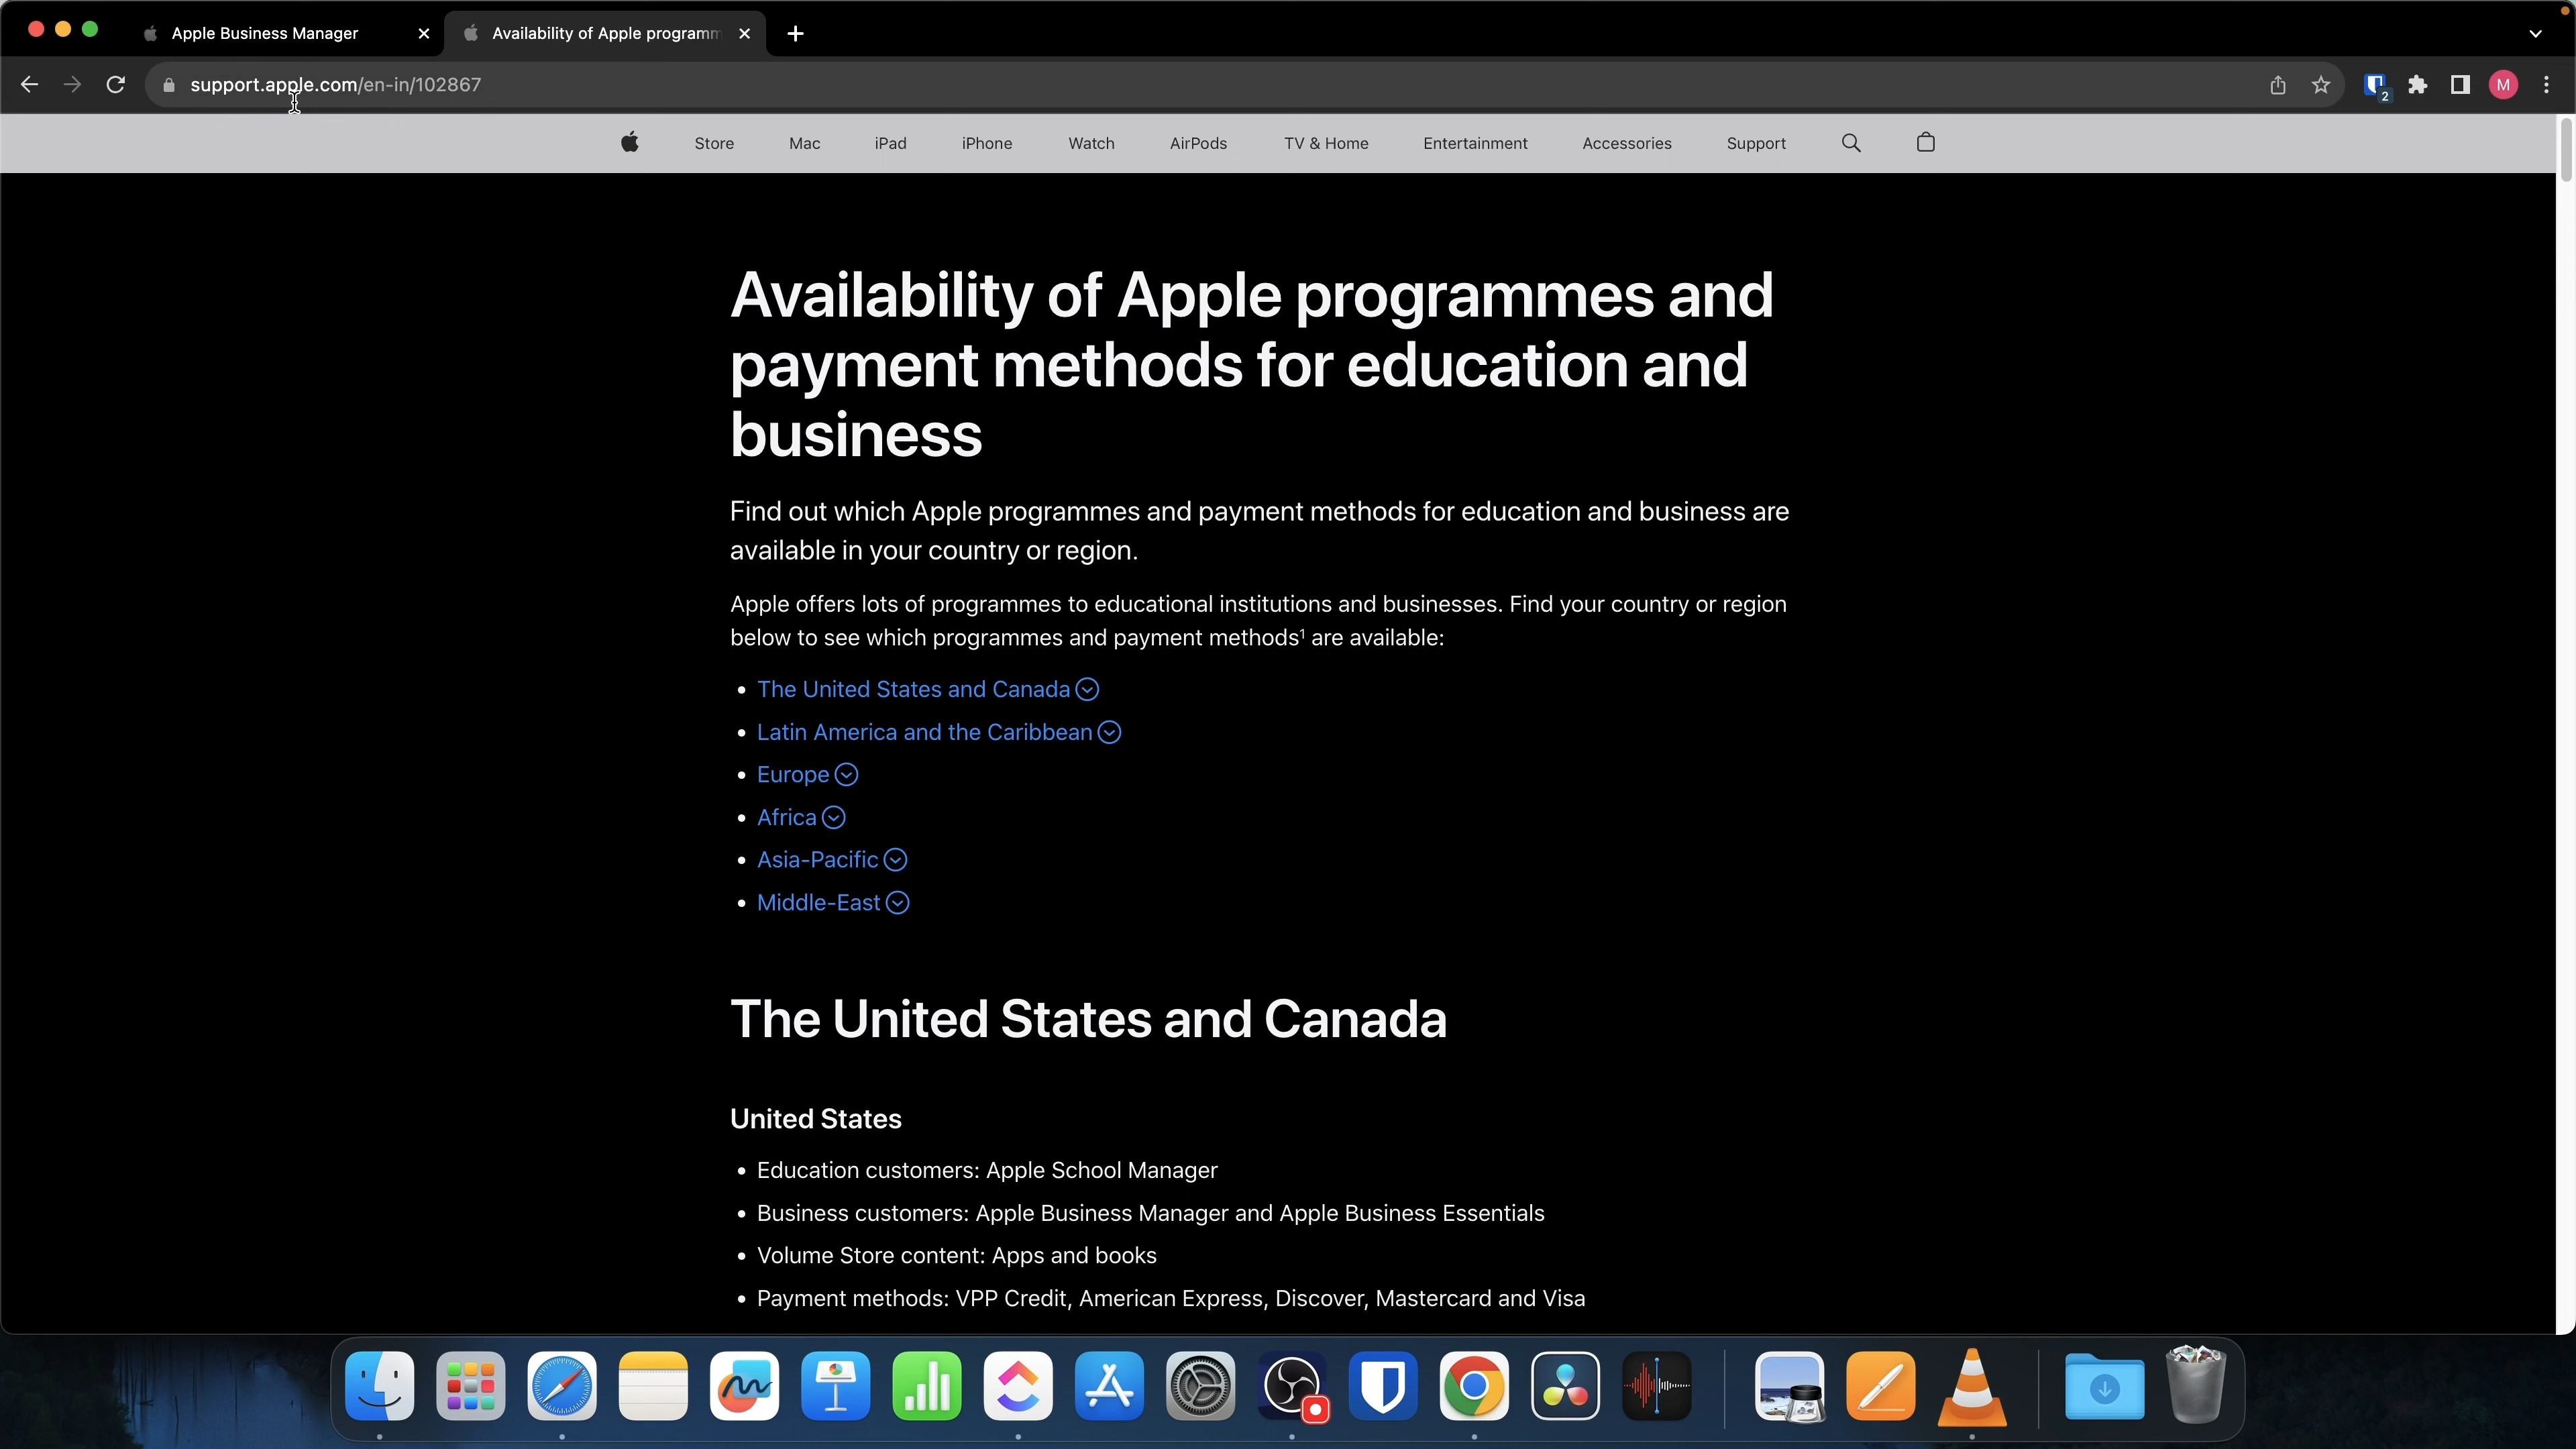 Apple Business Manager
Availability of Apple programm
support.apple.com/en-in/102867
2
M
Store Mac iPad iPhone Watch AirPods TV & Home Entertainment Accessories Support
Availability of Apple programmes and
payment methods for education and
business
Find out which Apple programmes and payment methods for education and business are
available in your country or region.
Apple offers lots of programmes to educational institutions and businesses. Find your country or region
below to see which programmes and payment methods¹ are available:
• The United States and Canada
• Latin America and the Caribbean
• Europe
• Africa
• Asia-Pacific
• Middle-East
The United States and Canada
United States
• Education customers: Apple School Manager
• Business customers: Apple Business Manager and Apple Business Essentials
• Volume Store content: Apps and books
• Payment methods: VPP Credit, American Express, Discover, Mastercard and Visa